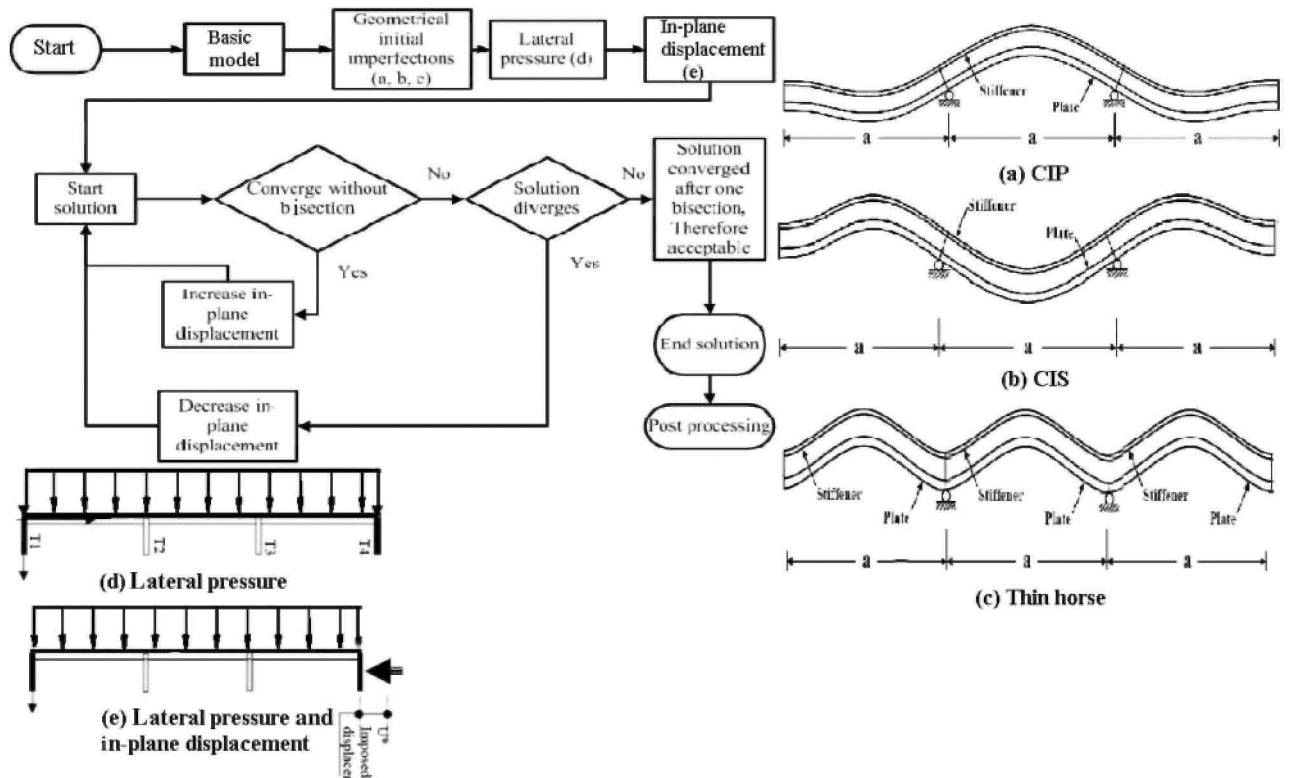 Start
Basic
model
Geometrical
initial
imperfections
(a, b, c)
Lateral
pressure (d)
In-plane
displacement
(e)
Start
solution
Converge without
bisection
No
Solution
diverges
No
Solution
converged
after one
bisection,
Therefore
acceptable
Yes
Yes
Increase in-
plane
displacement
Decrease in-
plane
displacement
End solution
Post processing
T1
T2
T3
T4
(d) Lateral pressure
U*
Imposed
(e) Lateral pressure and
in-plane displacement
Stiffener
Plate
a
a
a
(a) CIP
Stiffener
Plate
a
a
a
(b) CIS
Stiffener
Plate
Stiffener
Plate
Stiffener
Plate
a
a
a
(c) Thin horse